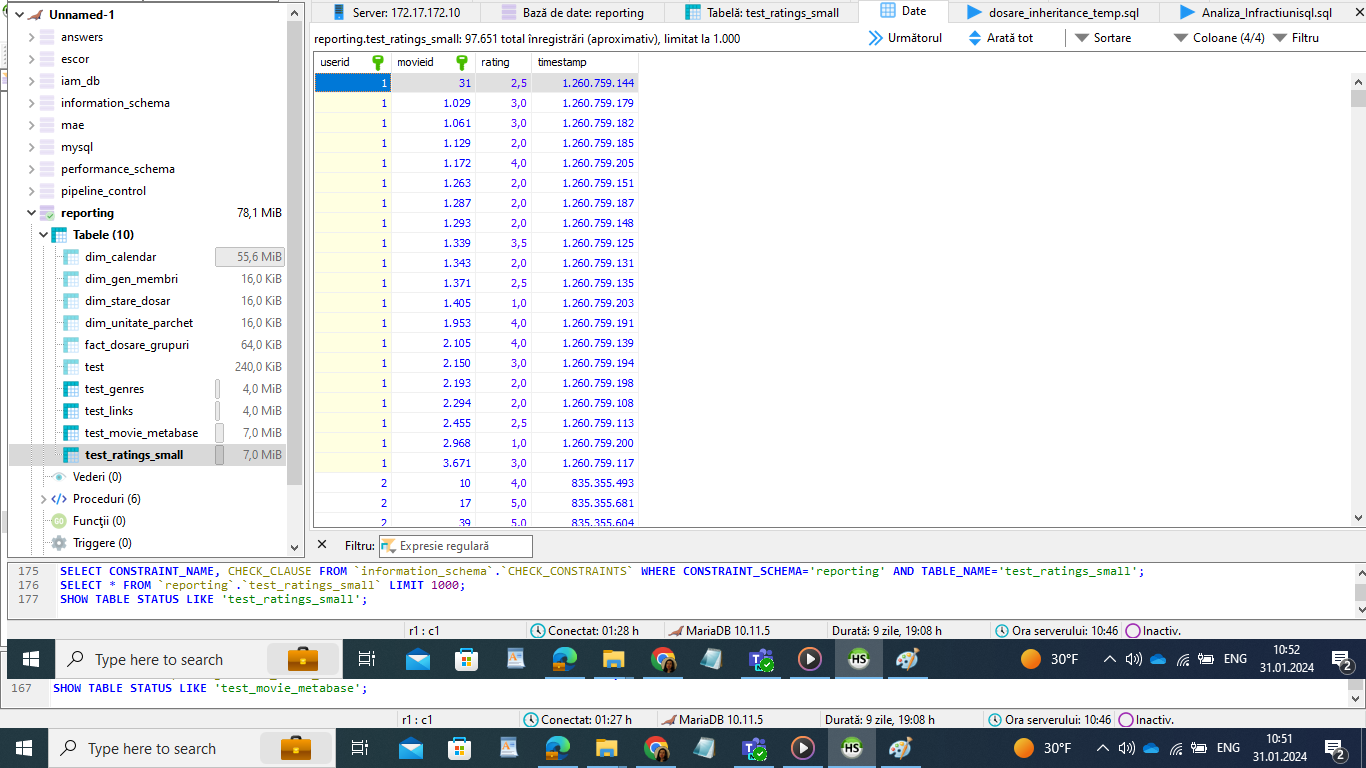 Unnamed-1
answers
escor
iam_db
information_schema
mae
mysql
performance_schema
pipeline_control
reporting 78,1 MiB
Tabele (10)
dim_calendar 55,6 MiB
dim_gen_membri 16,0 KiB
dim_stare_dosar 16,0 KiB
dim_unitate_parchet 16,0 KiB
fact_dosare_grupuri 64,0 KiB
test 240,0 KiB
test_genres 4,0 MiB
test_links 4,0 MiB
test_movie_metabase 7,0 MiB
test_ratings_small 7,0 MiB
Vederi (0)
Proceduri (6)
Funcții (0)
Triggere (0)
Server: 172.17.172.10 Bază de date: reporting Tabelă: test_ratings_small Date dosare_inheritance_temp.sql Analiza_Infractiunisql.sql
reporting.test_ratings_small: 97.651 total înregistrări (aproximativ), limitat la 1.000 Următorul Arată tot Sortare Coloane (4/4) Filtru
userid movieid rating timestamp
1 31 2,5 1.260.759.144
1 1.029 3,0 1.260.759.179
1 1.061 3,0 1.260.759.182
1 1.129 2,0 1.260.759.185
1 1.172 4,0 1.260.759.205
1 1.263 2,0 1.260.759.151
1 1.287 2,0 1.260.759.187
1 1.293 2,0 1.260.759.148
1 1.339 3,5 1.260.759.125
1 1.343 2,0 1.260.759.131
1 1.371 2,5 1.260.759.135
1 1.405 1,0 1.260.759.203
1 1.953 4,0 1.260.759.191
1 2.105 4,0 1.260.759.139
1 2.150 3,0 1.260.759.194
1 2.193 2,0 1.260.759.198
1 2.294 2,0 1.260.759.108
1 2.455 2,5 1.260.759.113
1 2.968 1,0 1.260.759.200
1 3.671 3,0 1.260.759.117
2 10 4,0 835.355.493
2 17 5,0 835.355.681
2 39 5,0 835.355.604
Filtru: Expresie regulară
175 SELECT CONSTRAINT_NAME, CHECK_CLAUSE FROM `information_schema`.`CHECK_CONSTRAINTS` WHERE CONSTRAINT_SCHEMA='reporting' AND TABLE_NAME='test_ratings_small';
176 SELECT * FROM `reporting`.`test_ratings_small` LIMIT 1000;
177 SHOW TABLE STATUS LIKE 'test_ratings_small';
r1 : c1 Conectat: 01:28 h MariaDB 10.11.5 Durată: 9 zile, 19:08 h Ora serverului: 10:46 Inactiv.
Type here to search HS 30°F ENG 10:52
31.01.2024 2
167 SHOW TABLE STATUS LIKE 'test_movie_metabase';
r1 : c1 Conectat: 01:27 h MariaDB 10.11.5 Durată: 9 zile, 19:08 h Ora serverului: 10:46 Inactiv.
Type here to search HS 30°F ENG 10:51
31.01.2024 2